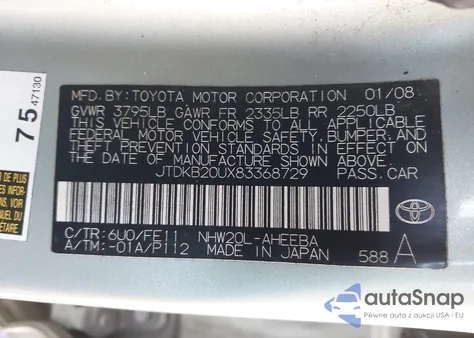 MFD. BY: TOYOTA MOTOR CORPORATION 01/08
GVWR 3795LB GAWR FR 2335LB RR 2250LB
THIS VEHICLE CONFORMS TO ALL APPLICABLE
FEDERAL MOTOR VEHICLE SAFETY, BUMPER, AND
THEFT PREVENTION STANDARDS IN EFFECT ON
THE DATE OF MANUFACTURE SHOWN ABOVE.
JTDKB20UX83368729 PASS. CAR
C/TR: 6U0/FE11 NHW20L-AHEEBA
A/TM: -01A/P112 MADE IN JAPAN 588 A
TOYOTA
75 47130
autoSnap
Pewne auta z aukcji USA i EU